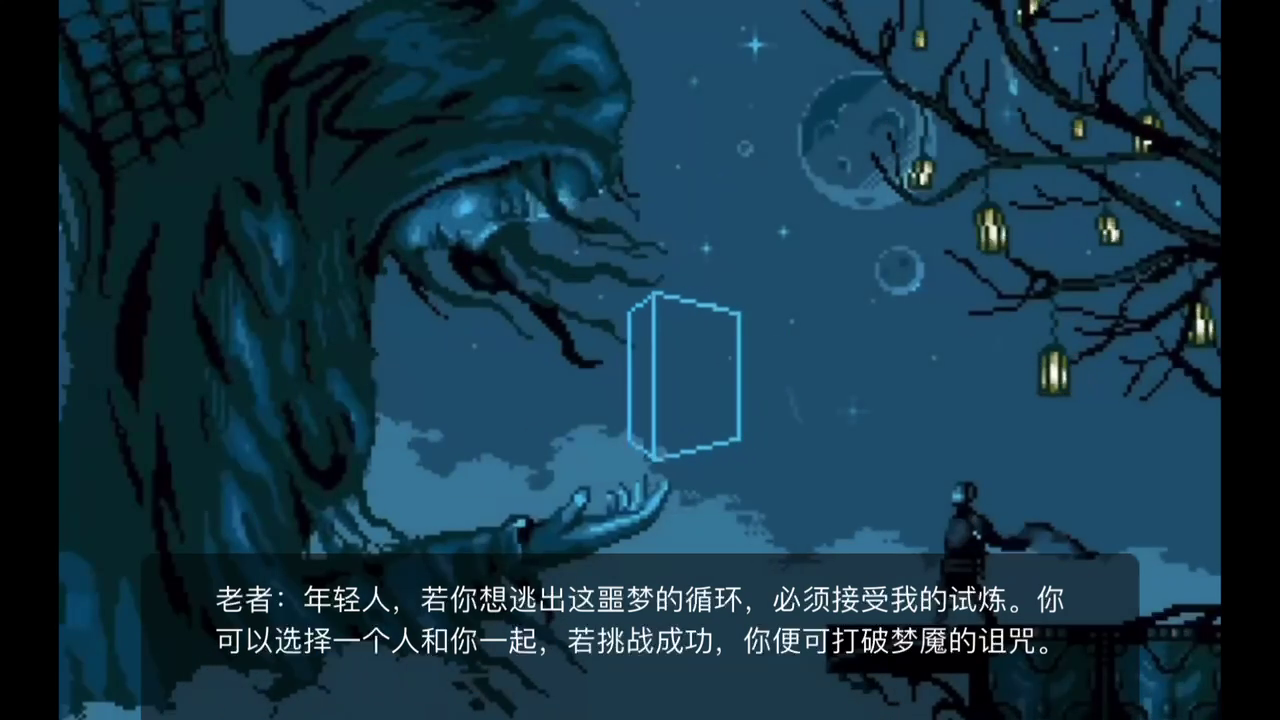 老者：年轻人，若你想逃出这噩梦的循环，必须接受我的试炼。你
可以选择一个人和你一起，若挑战成功，你便可打破梦魇的诅咒。